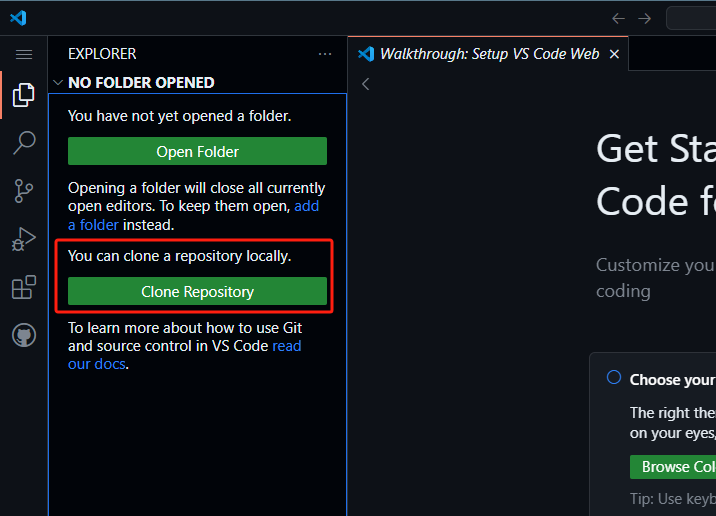 EXPLORER
Walkthrough: Setup VS Code Web
NO FOLDER OPENED
You have not yet opened a folder.
Open Folder
Opening a folder will close all currently
open editors. To keep them open, add
a folder instead.
You can clone a repository locally.
Clone Repository
To learn more about how to use Git
and source control in VS Code read
our docs.
Get Sta
Code fo
Customize you
coding
Choose your
The right the
on your eyes,
Browse Col
Tip: Use keyb